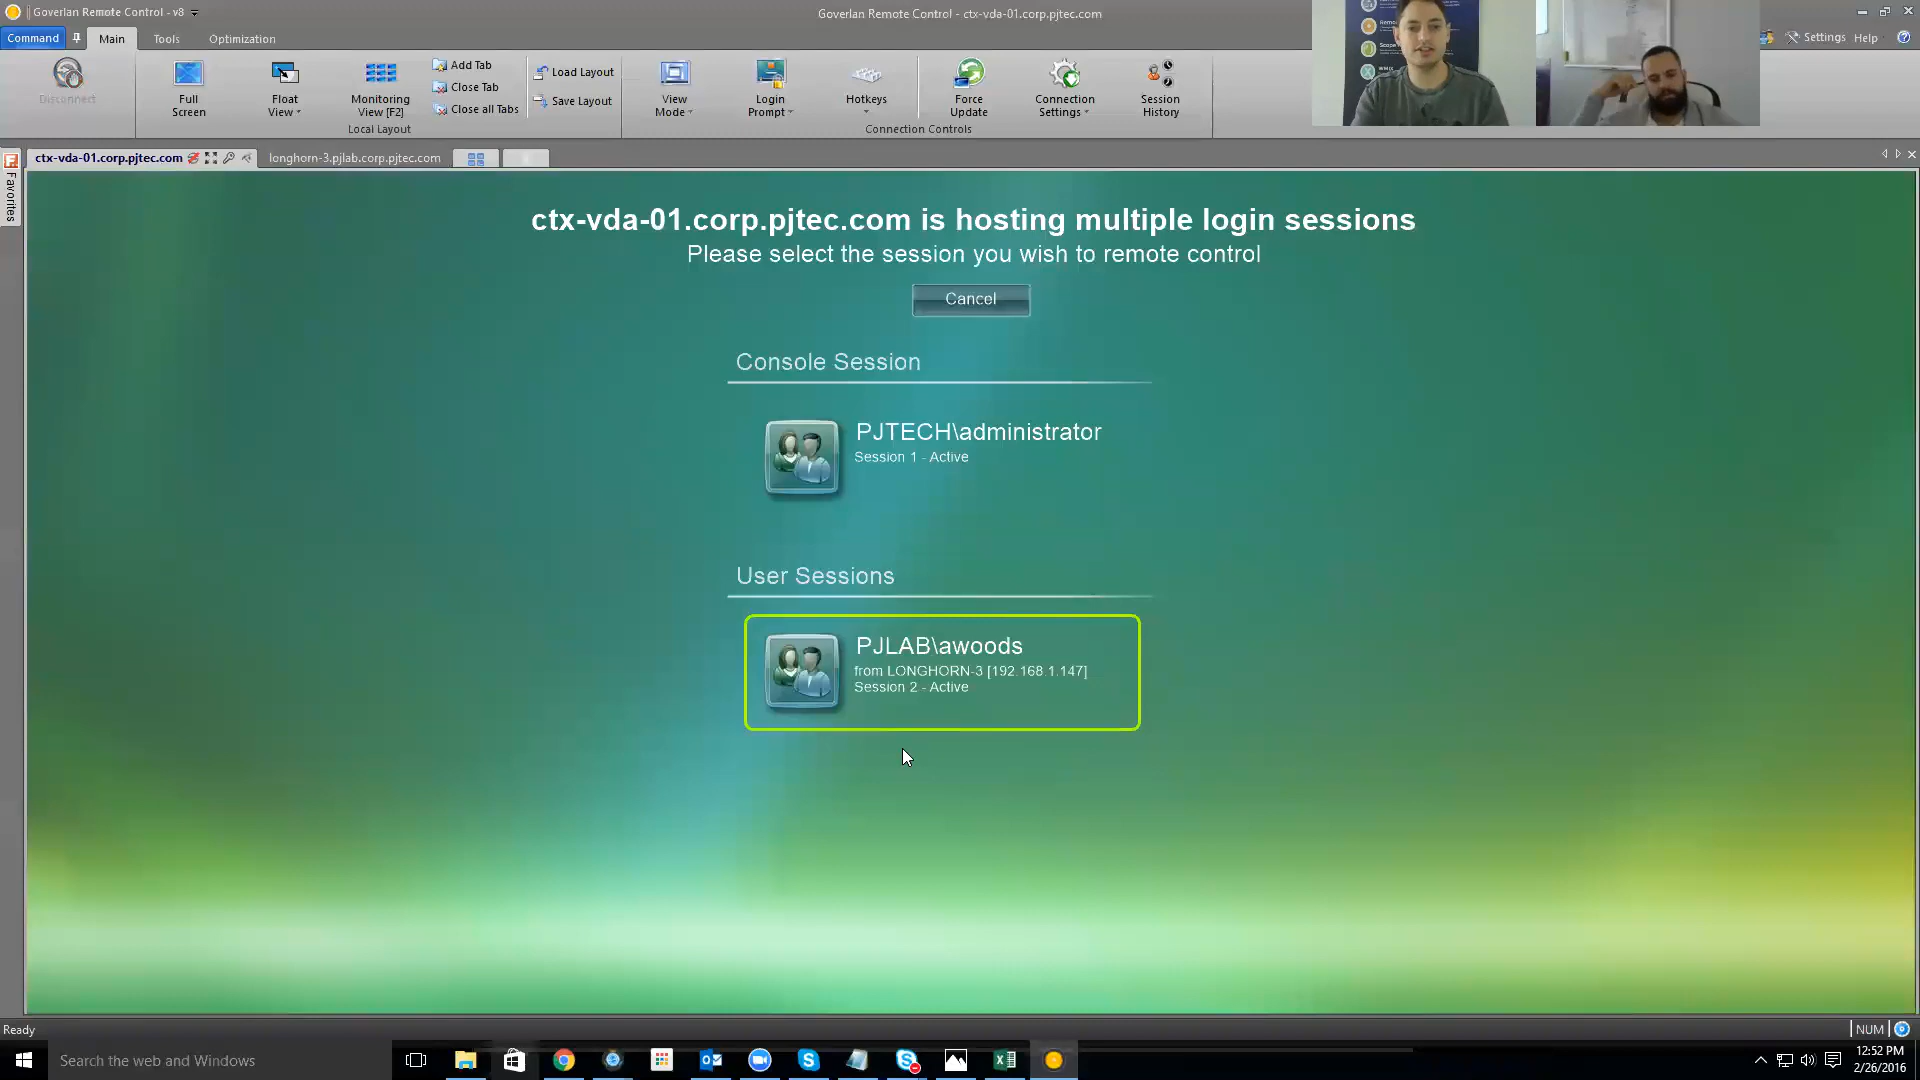 Goverlan Remote Control - v8
Goverlan Remote Control - ctx-vda-01.corp.pjtec.com
Command
Main
Tools
Optimization
Settings
Help
Disconnect
Full
Screen
Float
View
Monitoring
View [F2]
Add Tab
Close Tab
Close all Tabs
Load Layout
Save Layout
Local Layout
View
Mode
Login
Prompt
Hotkeys
Force
Update
Connection
Settings
Session
History
Connection Controls
ctx-vda-01.corp.pjtec.com
longhorn-3.pjlab.corp.pjtec.com
Favorites
ctx-vda-01.corp.pjtec.com is hosting multiple login sessions
Please select the session you wish to remote control
Cancel
Console Session
PJTECH\administrator
Session 1 - Active
User Sessions
PJLAB\awoods
from LONGHORN-3 [192.168.1.147]
Session 2 - Active
Ready
NUM
Search the web and Windows
12:52 PM
2/26/2016